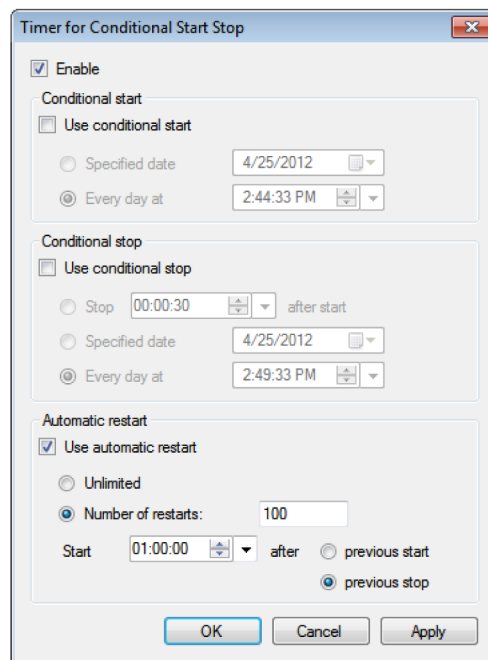 Timer for Conditional Start Stop
Enable
Conditional start
Use conditional start
Specified date 4/25/2012
Every day at 2:44:33 PM
Conditional stop
Use conditional stop
Stop 00:00:30 after start
Specified date 4/25/2012
Every day at 2:49:33 PM
Automatic restart
Use automatic restart
Unlimited
Number of restarts: 100
Start 01:00:00 after previous start
previous stop
OK Cancel Apply